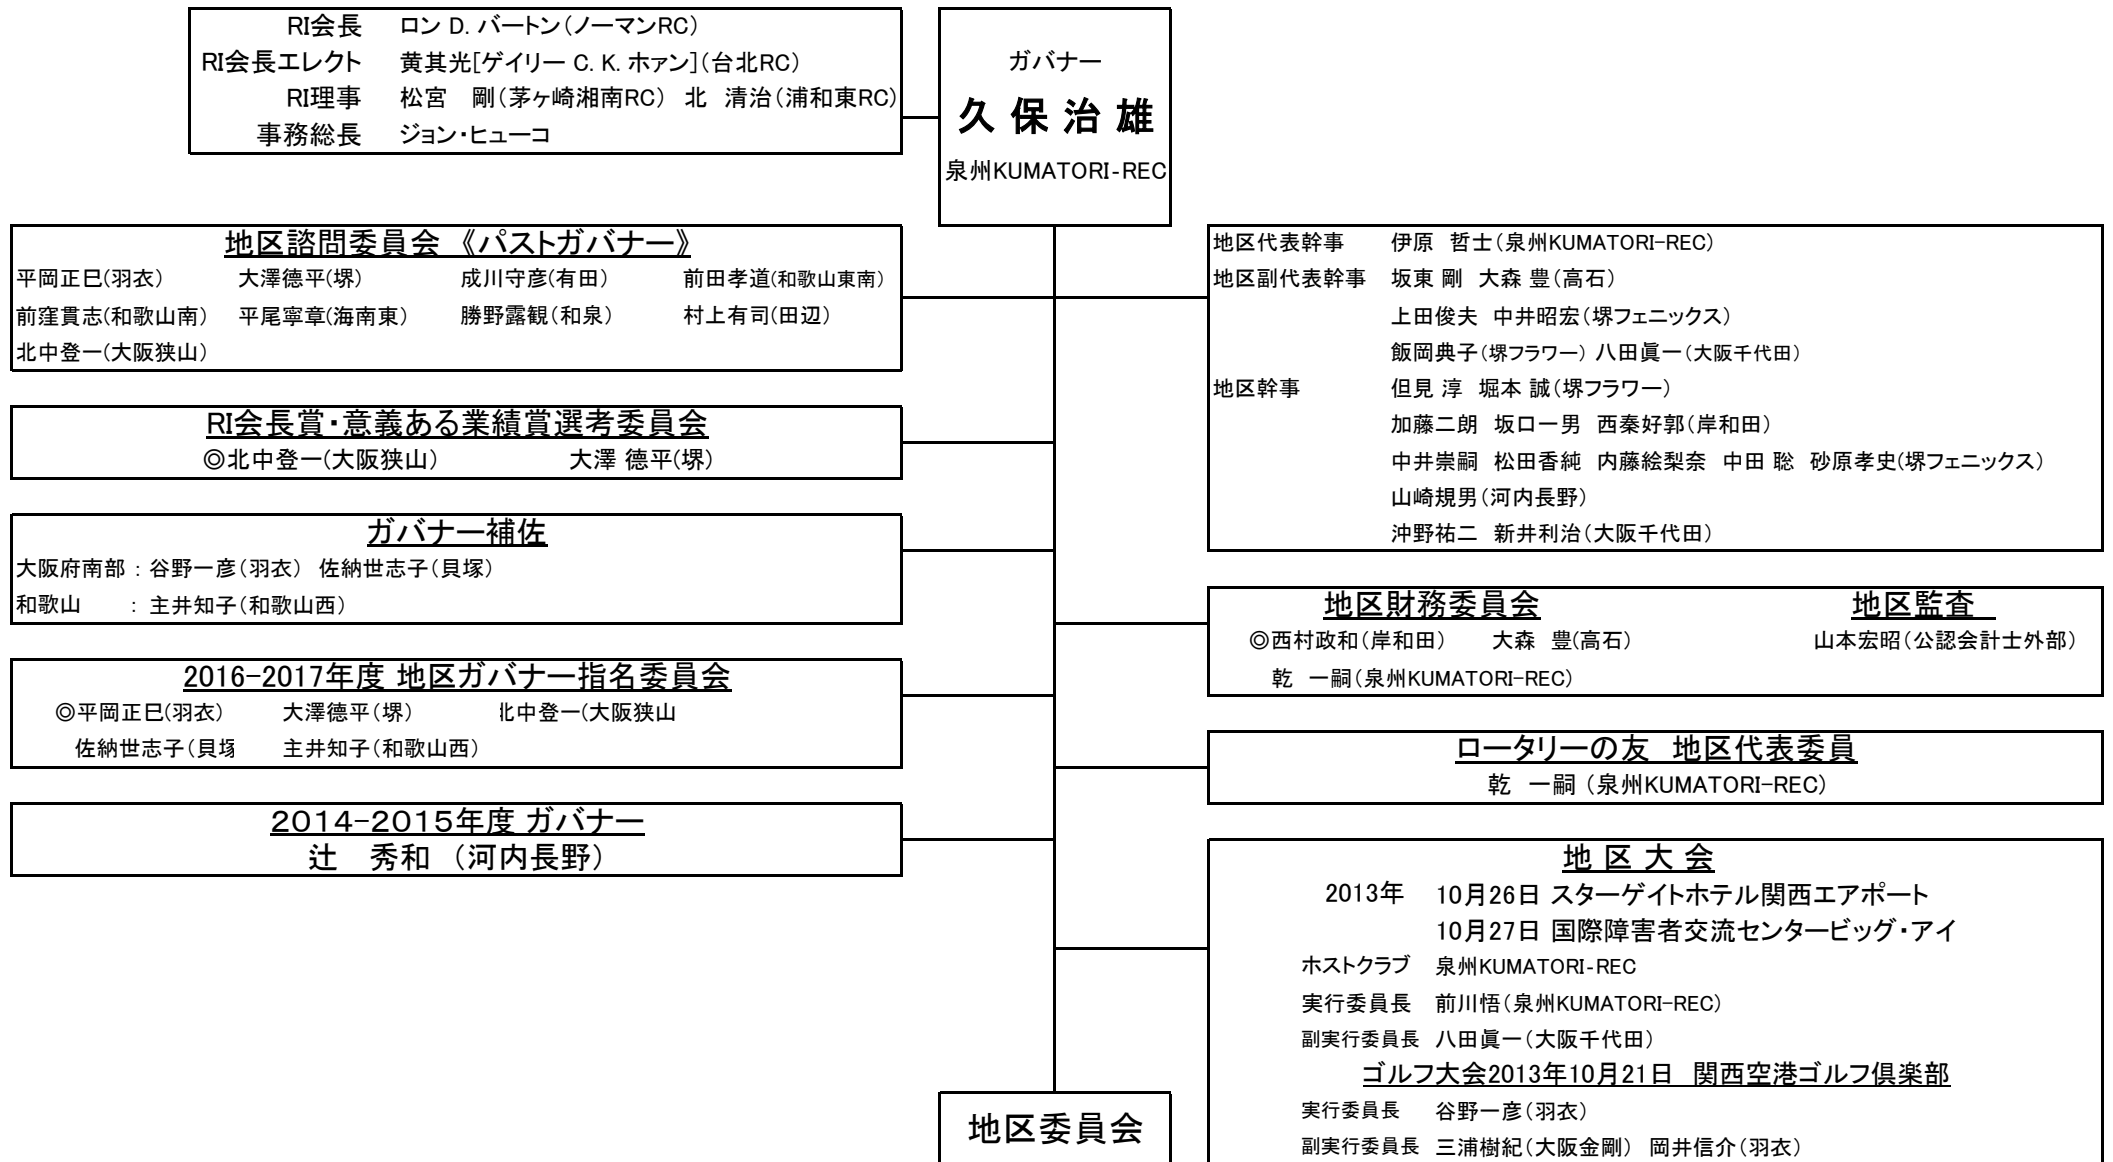 RI会長 ロン D. バートン（ノーマンRC）
RI会長エレクト 黄其光[ゲイリー C. K. ホァン]（台北RC）
RI理事 松宮　剛（茅ヶ崎湘南RC） 北　清治（浦和東RC）
事務総長 ジョン・ヒューコ
ガバナー
久 保 治 雄
泉州KUMATORI-REC
地区諮問委員会 《パストガバナー》
平岡正巳(羽衣) 大澤德平(堺) 成川守彦(有田) 前田孝道(和歌山東南)
前窪貫志(和歌山南) 平尾寧章(海南東) 勝野露観(和泉) 村上有司(田辺)
北中登一(大阪狭山)
RI会長賞・意義ある業績賞選考委員会
◎北中登一(大阪狭山) 大澤 德平(堺)
ガバナー補佐
大阪府南部：谷野一彦（羽衣） 佐納世志子（貝塚）
和歌山　　：主井知子（和歌山西）
2016-2017年度 地区ガバナー指名委員会
◎平岡正巳(羽衣) 大澤德平（堺） 北中登一(大阪狭山
佐納世志子（貝塚 主井知子（和歌山西）
2014-2015年度 ガバナー
辻　秀和 （河内長野）
地区代表幹事 伊原 哲士（泉州KUMATORI-REC）
地区副代表幹事 坂東 剛 大森 豊（高石）
上田俊夫 中井昭宏（堺フェニックス）
飯岡典子（堺フラワー） 八田眞一（大阪千代田）
地区幹事 但見 淳 堀本 誠（堺フラワー）
加藤二朗 坂口一男 西秦好郭（岸和田）
中井崇嗣 松田香純 内藤絵梨奈 中田 聡 砂原孝史(堺フェニックス）
山崎規男（河内長野）
沖野祐二 新井利治（大阪千代田）
地区財務委員会 地区監査
◎西村政和（岸和田） 大森 豊(高石） 山本宏昭（公認会計士外部）
乾 一嗣（泉州KUMATORI-REC）
ロータリーの友　地区代表委員
乾 一嗣 （泉州KUMATORI-REC）
地 区 大 会
2013年 10月26日 スターゲイトホテル関西エアポート
10月27日 国際障害者交流センタービッグ・アイ
ホストクラブ 泉州KUMATORI-REC
実行委員長 前川悟（泉州KUMATORI-REC）
副実行委員長 八田眞一（大阪千代田）
ゴルフ大会2013年10月21日　関西空港ゴルフ倶楽部
実行委員長 谷野一彦（羽衣）
副実行委員長 三浦樹紀（大阪金剛） 岡井信介（羽衣）
地区委員会